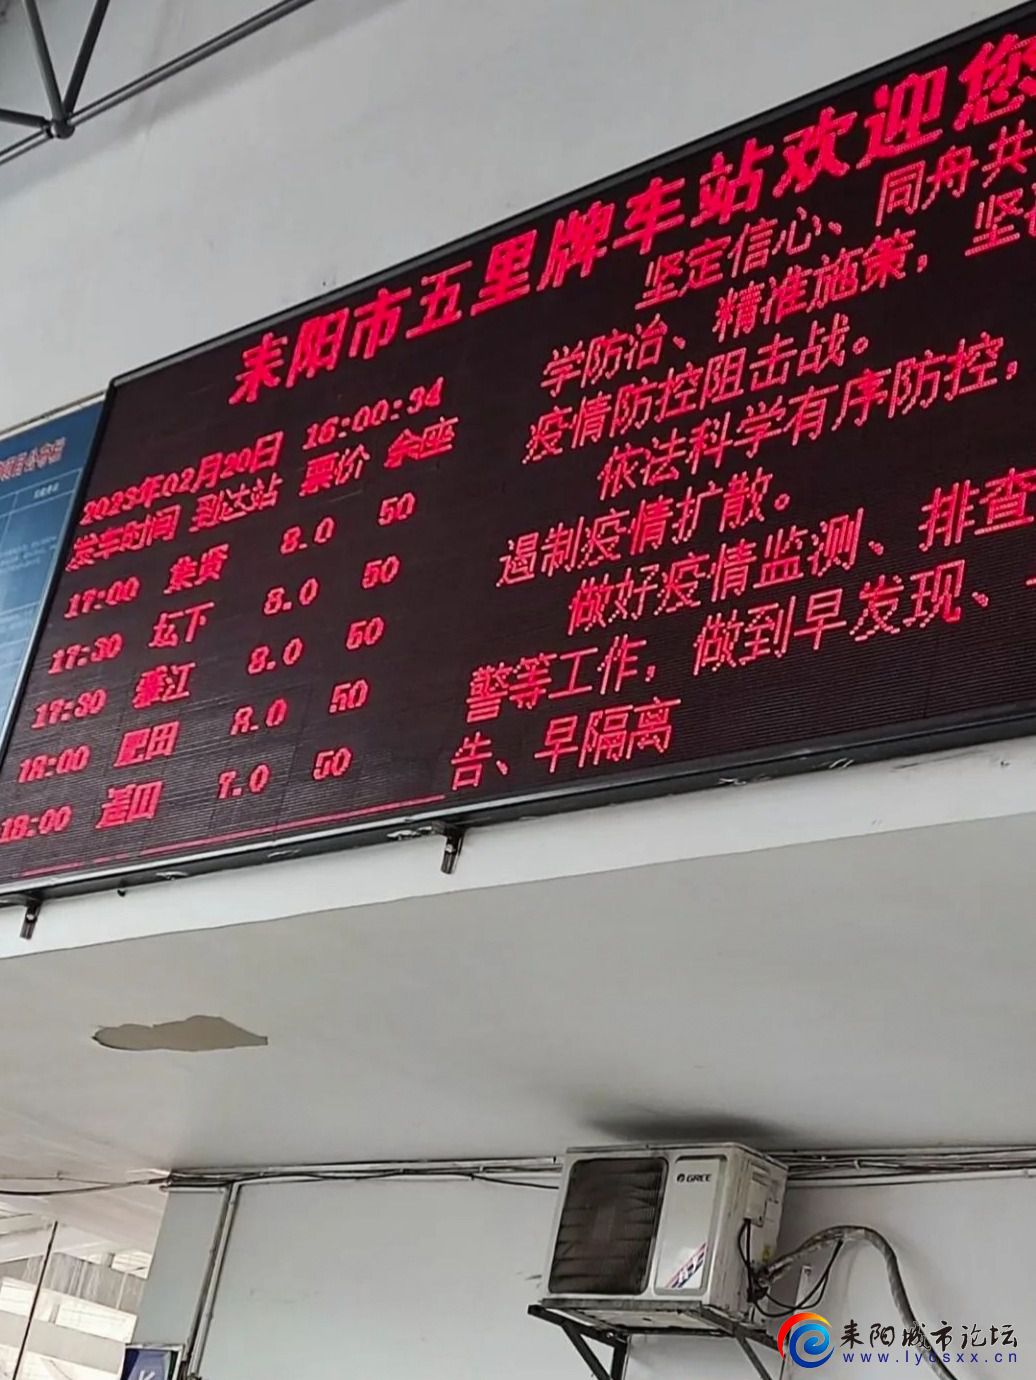 耒阳市五里牌车站欢迎您
2023年02月20日 16:00:34
发车时间 到达站 票价 余座
17:00 集贤 8.0 50
17:30 坛下 8.0 50
17:30 潭江 8.0 50
18:00 肥田 8.0 50
18:00 遥田 7.0 50
坚定信心、同舟共
学防治、精准施策，坚
疫情防控阻击战。
依法科学有序防控，
遏制疫情扩散。
做好疫情监测、排查
警等工作，做到早发现、
告、早隔离
GREE
耒阳城市论坛
www.lycsxx.cn